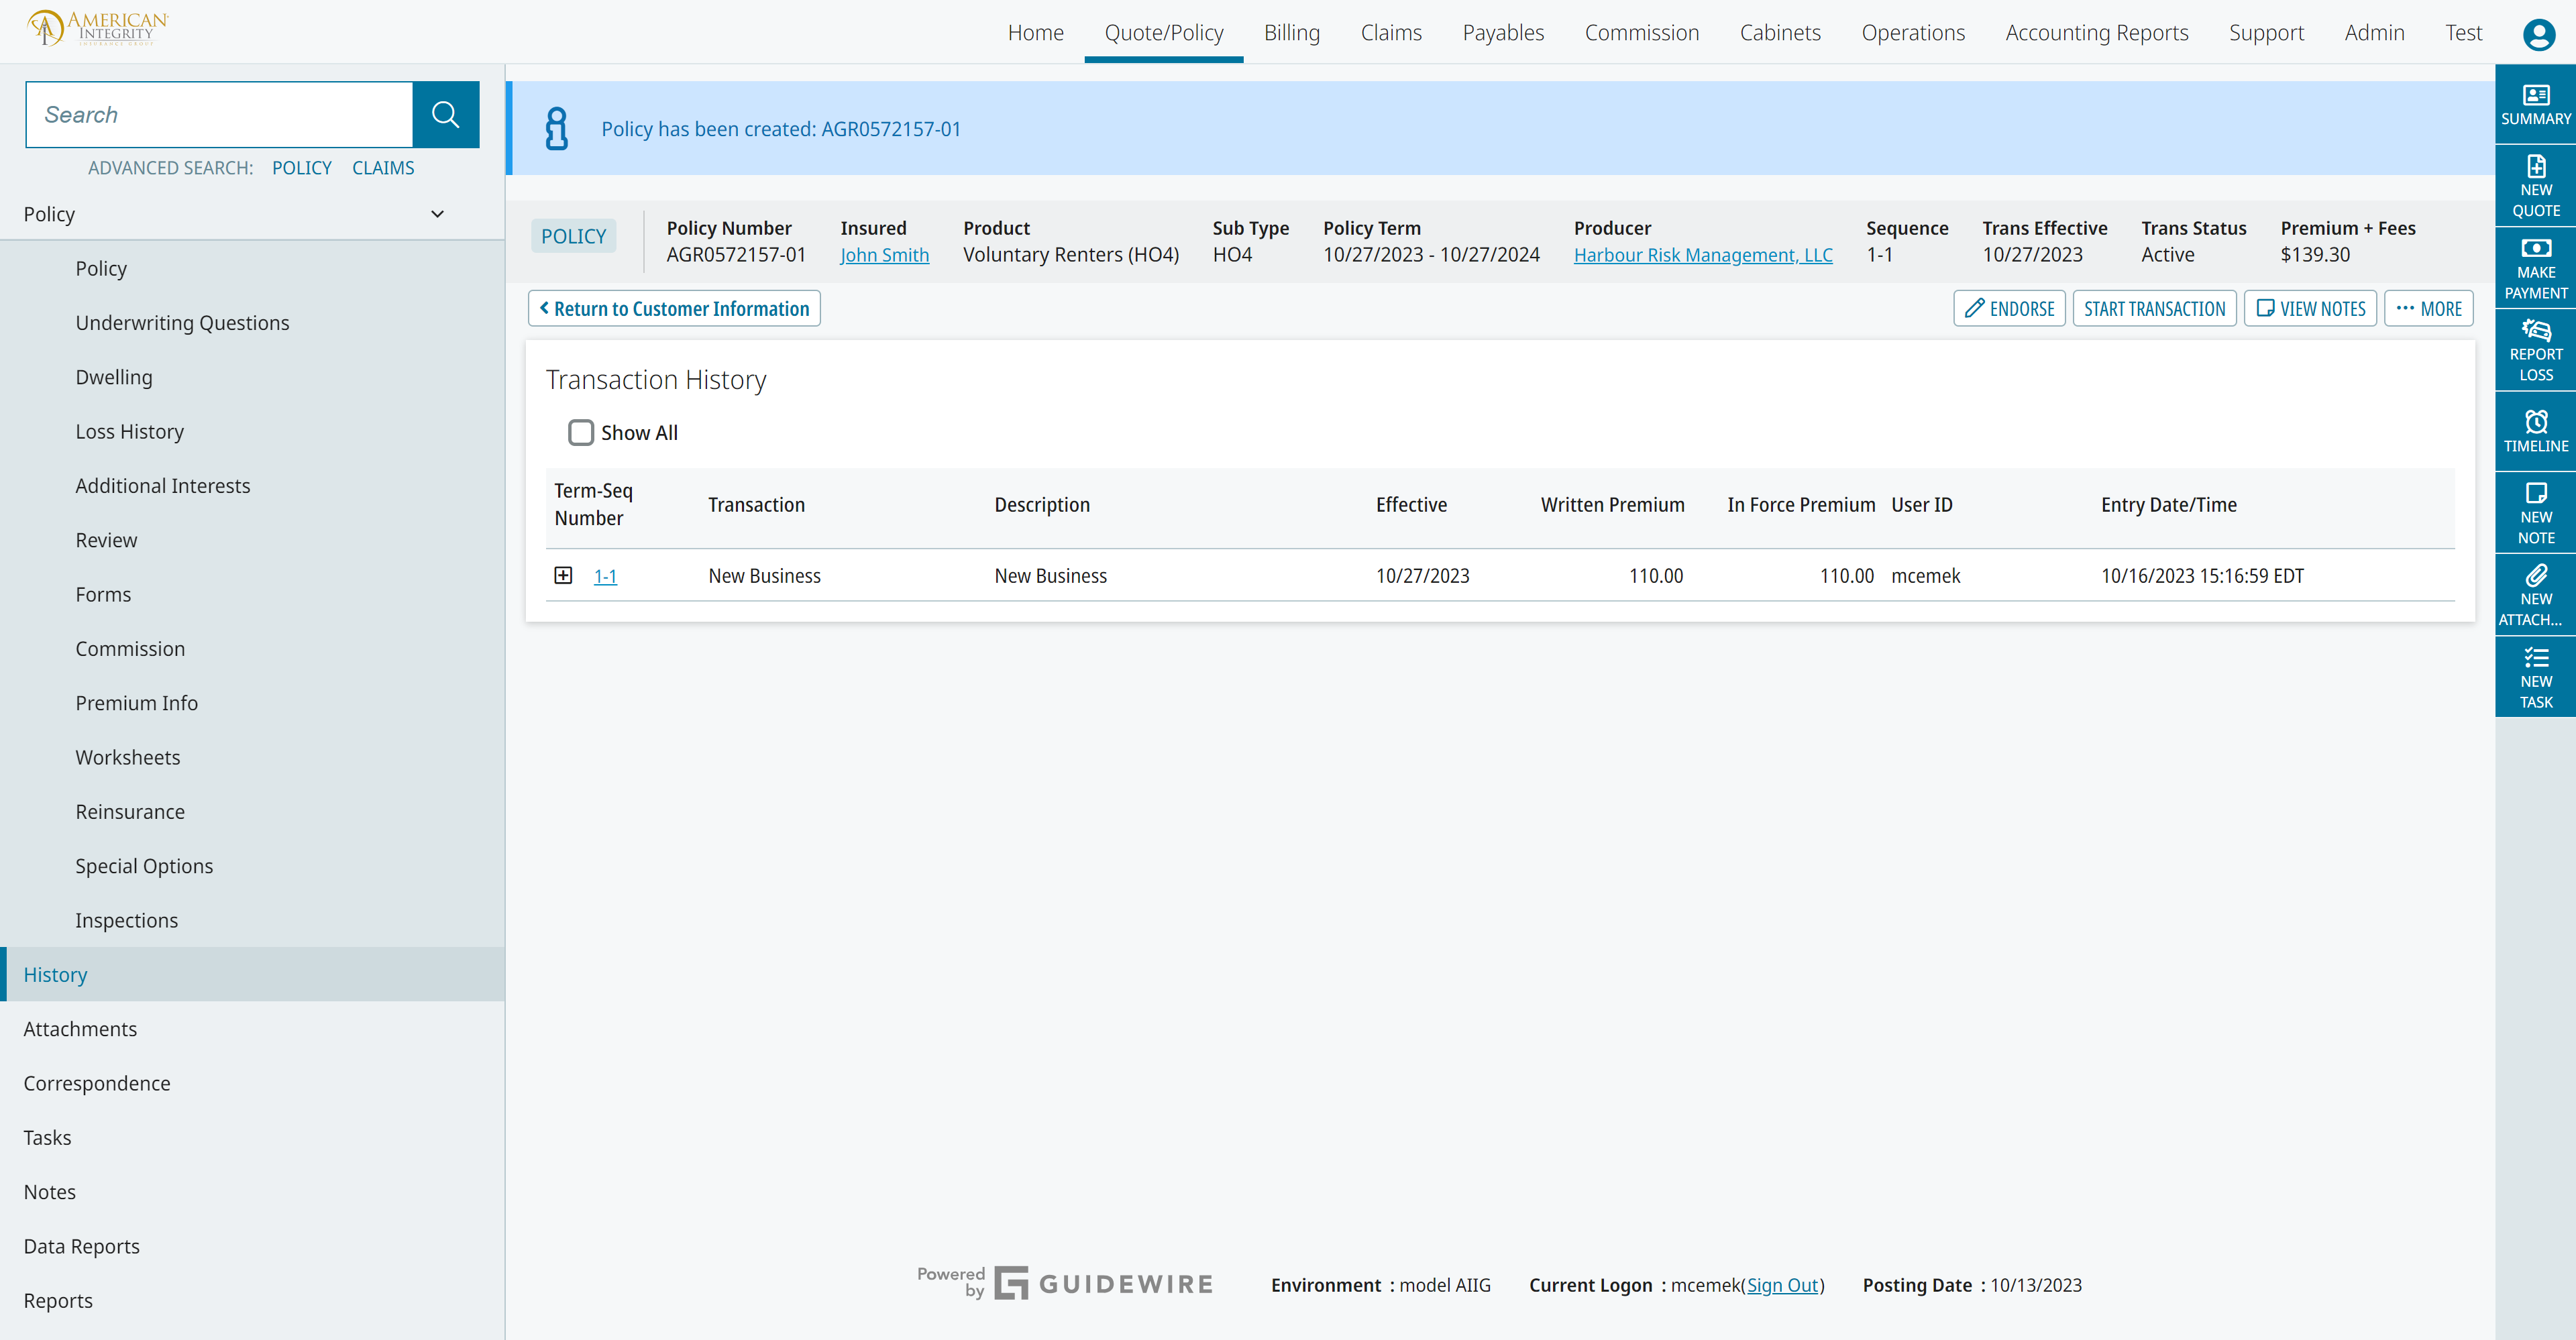 AMERICAN
INTEGRITY
INSURANCE GROUP
Home Quote/Policy Billing Claims Payables Commission Cabinets Operations Accounting Reports Support Admin Test
Search
ADVANCED SEARCH: POLICY CLAIMS
Policy
Policy
Underwriting Questions
Dwelling
Loss History
Additional Interests
Review
Forms
Commission
Premium Info
Worksheets
Reinsurance
Special Options
Inspections
History
Attachments
Correspondence
Tasks
Notes
Data Reports
Reports
Policy has been created: AGR0572157-01
POLICY
Policy Number Insured Product Sub Type Policy Term Producer Sequence Trans Effective Trans Status Premium + Fees
AGR0572157-01 John Smith Voluntary Renters (HO4) HO4 10/27/2023 - 10/27/2024 Harbour Risk Management, LLC 1-1 10/27/2023 Active $139.30
Return to Customer Information ENDORSE START TRANSACTION VIEW NOTES MORE
Transaction History
Show All
Term-Seq
Number Transaction Description Effective Written Premium In Force Premium User ID Entry Date/Time
1-1 New Business New Business 10/27/2023 110.00 110.00 mcemek 10/16/2023 15:16:59 EDT
SUMMARY
NEW
QUOTE
MAKE
PAYMENT
REPORT
LOSS
TIMELINE
NEW
NOTE
NEW
ATTACH...
NEW
TASK
Powered
by GUIDEWIRE Environment : model AIIG Current Logon : mcemek(Sign Out) Posting Date : 10/13/2023